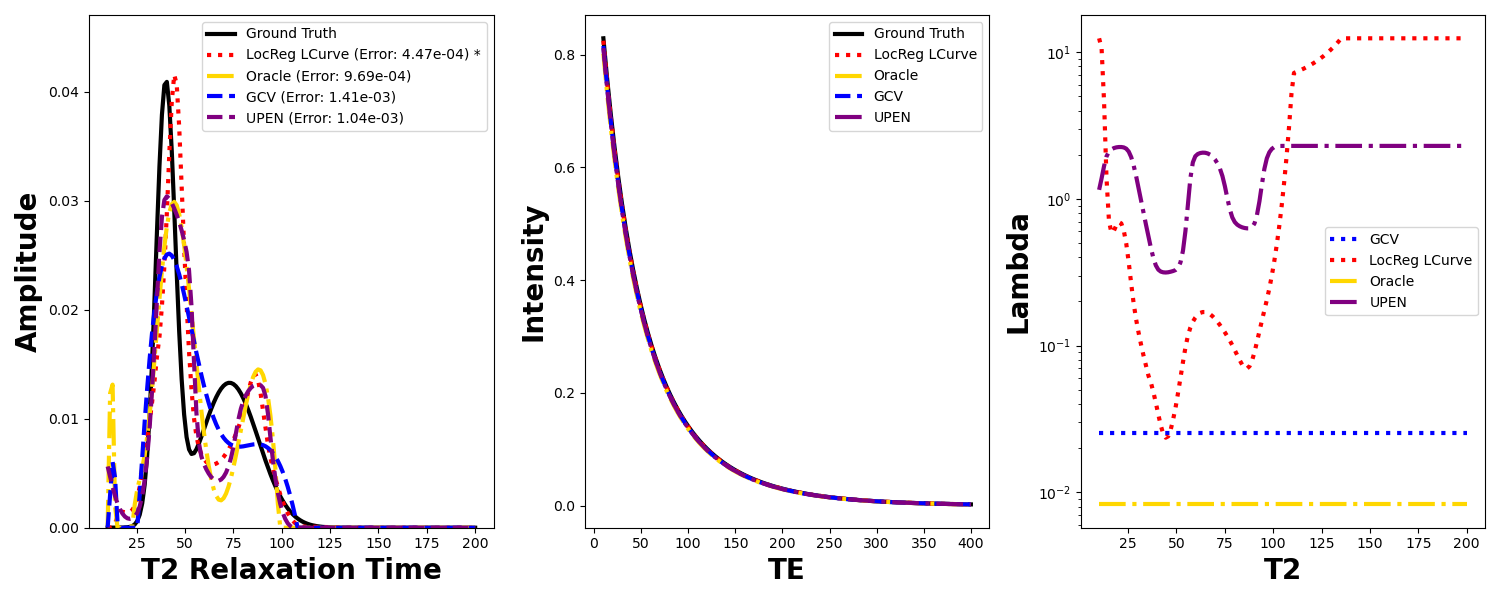 Amplitude
0.04
0.03
0.02
0.01
0.00
25 50 75 100 125 150 175 200
T2 Relaxation Time
Ground Truth
LocReg LCurve (Error: 4.47e-04) *
Oracle (Error: 9.69e-04)
GCV (Error: 1.41e-03)
UPEN (Error: 1.04e-03)
Intensity
0.8
0.6
0.4
0.2
0.0
0 50 100 150 200 250 300 350 400
TE
Ground Truth
LocReg LCurve
Oracle
GCV
UPEN
Lambda
10¹
10⁰
10⁻¹
10⁻²
25 50 75 100 125 150 175 200
T2
GCV
LocReg LCurve
Oracle
UPEN